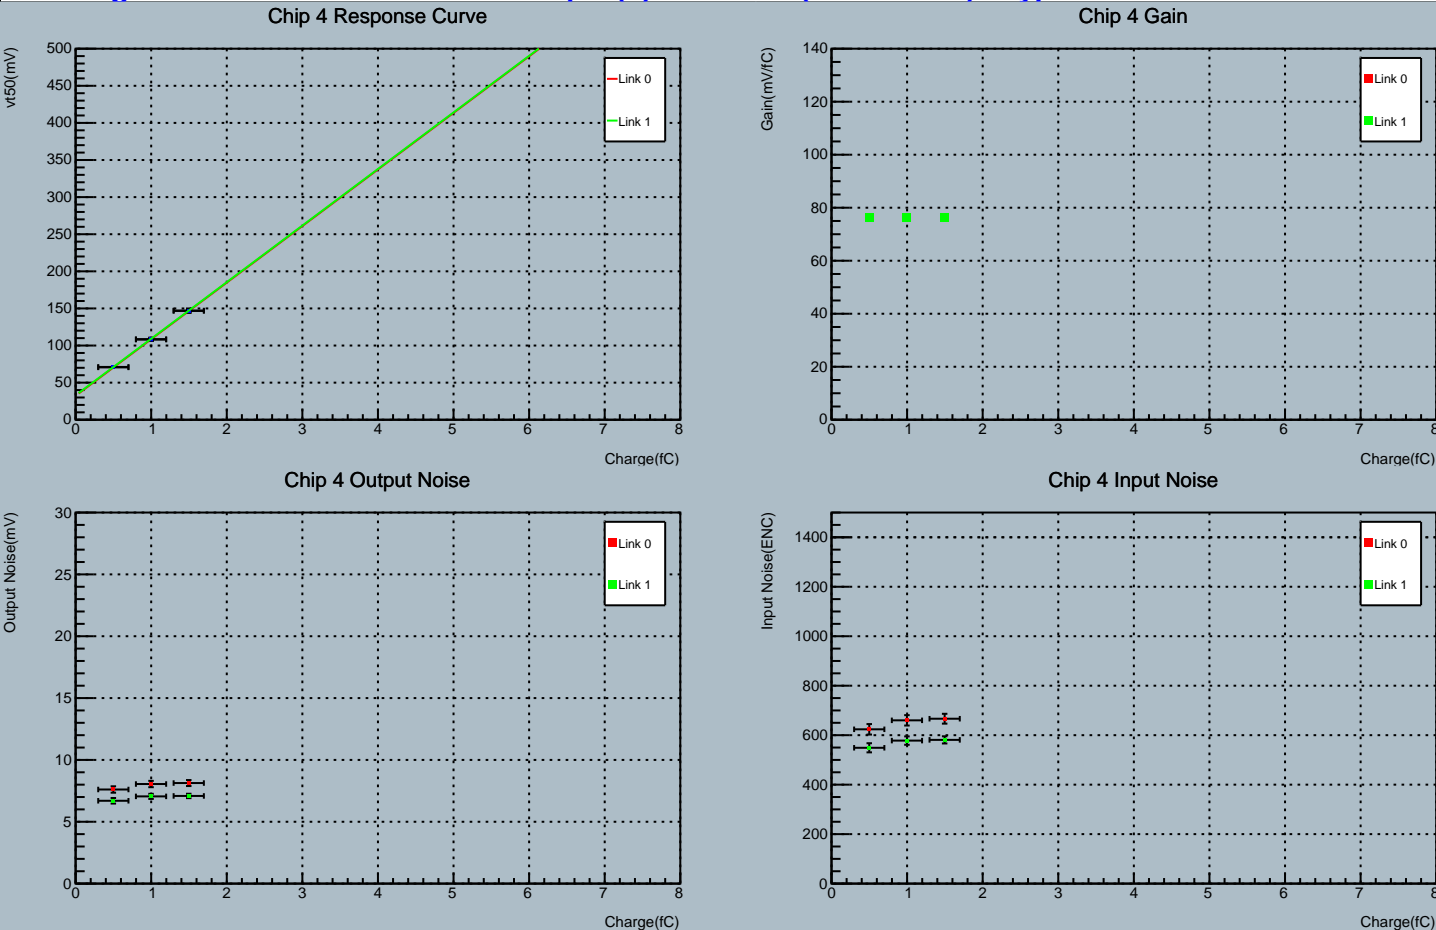 Chip 4 Response Curve
vt50(mV)
500
450
400
350
300
250
200
150
100
50
0
0 1 2 3 4 5 6 7 8
Charge(fC)
Link 0
Link 1
Chip 4 Gain
Gain(mV/fC)
140
120
100
80
60
40
20
0
0 1 2 3 4 5 6 7 8
Charge(fC)
Link 0
Link 1
Chip 4 Output Noise
Output Noise(mV)
30
25
20
15
10
5
0
0 1 2 3 4 5 6 7 8
Charge(fC)
Link 0
Link 1
Chip 4 Input Noise
Input Noise(ENC)
1400
1200
1000
800
600
400
200
0
0 1 2 3 4 5 6 7 8
Charge(fC)
Link 0
Link 1